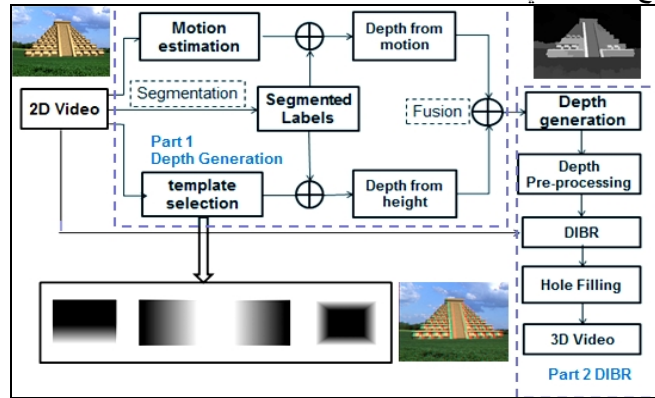 Motion
estimation
Depth from
motion
Segmentation
2D Video
Segmented
Labels
Fusion
Depth
generation
Part 1
Depth Generation
template
selection
Depth from
height
Depth
Pre-processing
DIBR
Hole Filling
3D Video
Part 2 DIBR